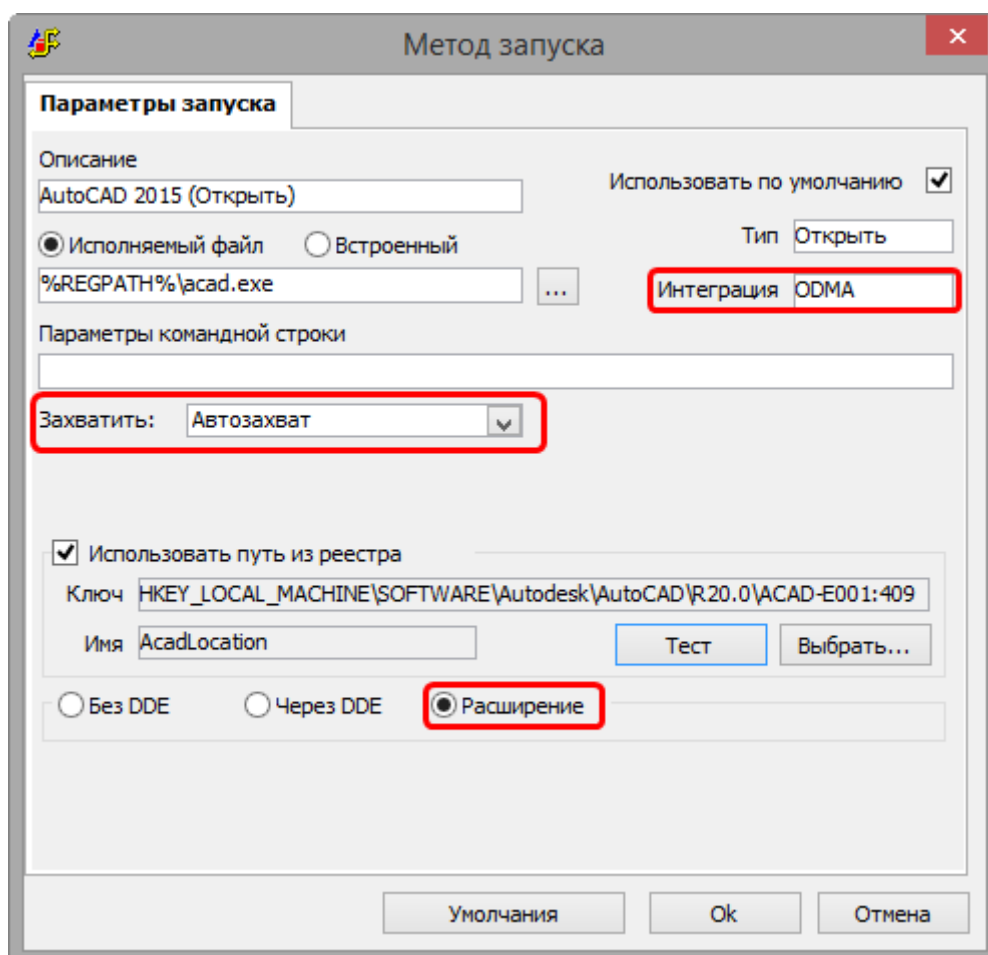 Метод запуска
Параметры запуска
Описание
AutoCAD 2015 (Открыть)
Использовать по умолчанию
Исполняемый файл Встроенный
Тип Открыть
%REGPATH%\acad.exe ...
Интеграция ODMA
Параметры командной строки
Захватить: Автозахват
Использовать путь из реестра
Ключ HKEY_LOCAL_MACHINE\SOFTWARE\Autodesk\AutoCAD\R20.0\ACAD-E001:409
Имя AcadLocation Тест Выбрать...
Без DDE Через DDE Расширение
Умолчания Ok Отмена